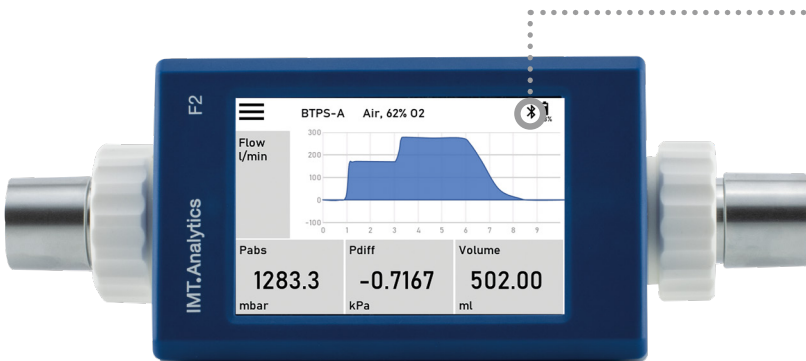 F2
IMT.Analytics
BTPS-A Air, 62% O2
Flow
l/min
300
200
100
0
-100
0 1 2 3 4 5 6 7 8 9
Pabs
1283.3
mbar
Pdiff
-0.7167
kPa
Volume
502.00
ml